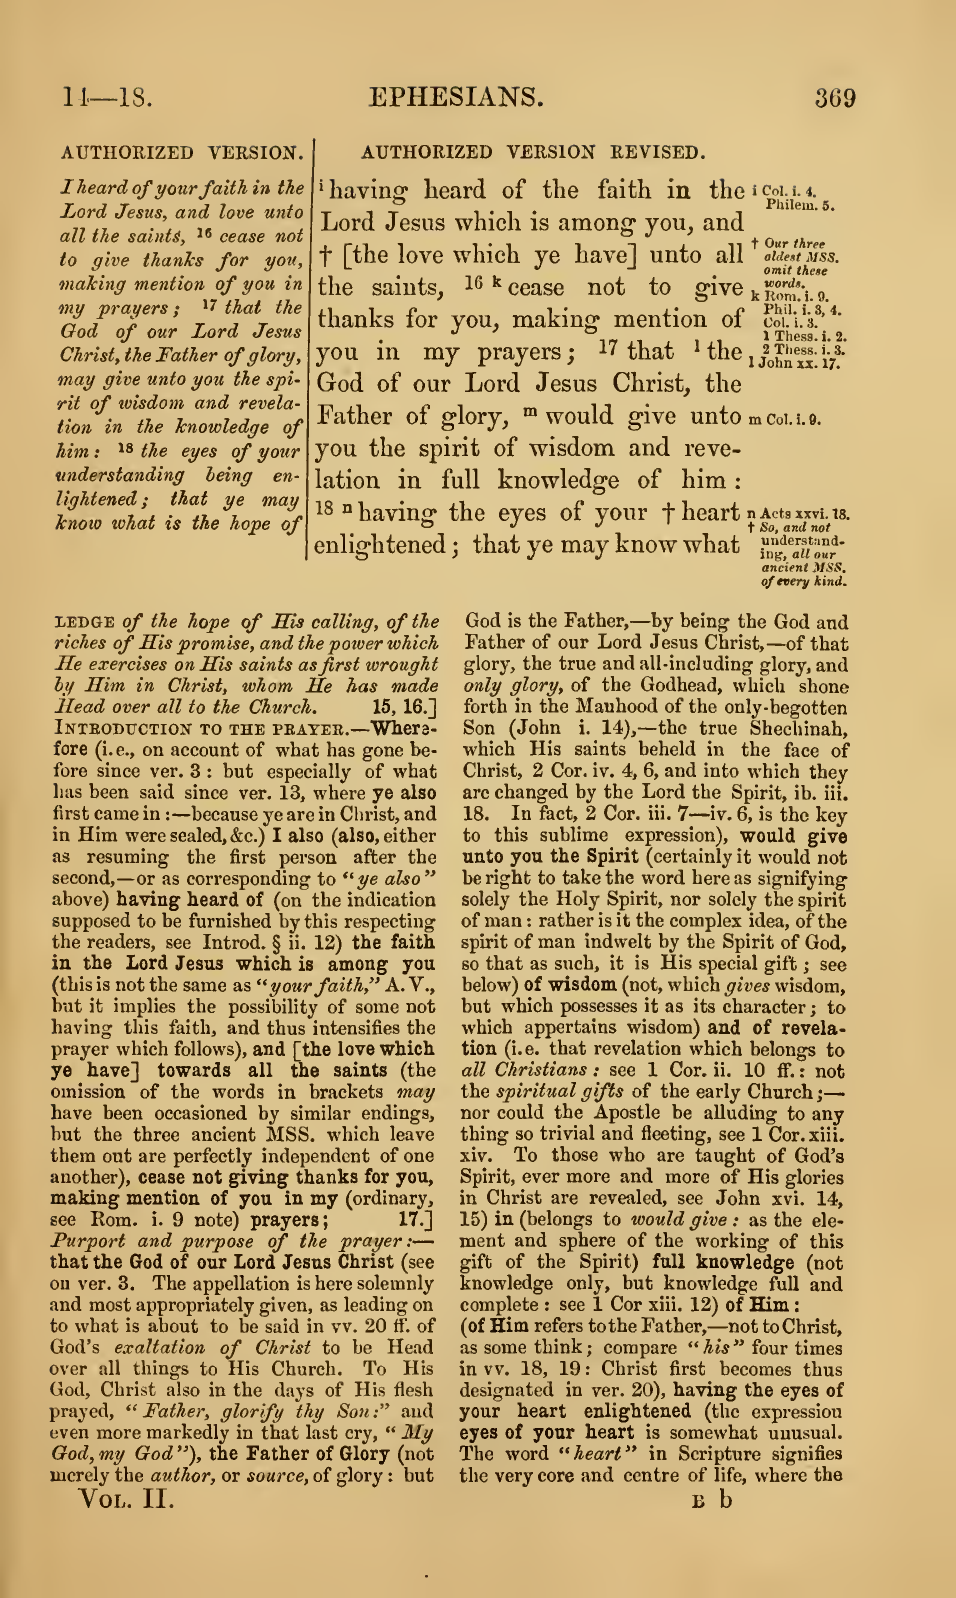 14—18.
EPHESIANS.
369
AUTHORIZED VERSION.
I heard of your faith in the
Lord Jesus, and love unto
all the saints, 16 cease not
to give thanks for you,
making mention of you in
my prayers; 17 that the
God of our Lord Jesus
Christ, the Father of glory,
may give unto you the spi-
rit of wisdom and revela-
tion in the knowledge of
him: 18 the eyes of your
understanding being en-
lightened; that ye may
know what is the hope of
AUTHORIZED VERSION REVISED.
i having heard of the faith in the
Lord Jesus which is among you, and
† [the love which ye have] unto all
the saints, 16 k cease not to give
thanks for you, making mention of
you in my prayers; 17 that l the
God of our Lord Jesus Christ, the
Father of glory, m would give unto
you the spirit of wisdom and reve-
lation in full knowledge of him:
18 n having the eyes of your † heart
enlightened; that ye may know what
i Col. i. 4.
Philem. 5.
† Our three
oldest MSS.
omit these
words.
k Rom. i. 9.
Phil. i. 3, 4.
Col. i. 3.
1 Thess. i. 2.
2 Thess. i. 3.
l John xx. 17.
m Col. i. 9.
n Acts xxvi. 18.
† So, and not
understand-
ing, all our
ancient MSS.
of every kind.
LEDGE of the hope of His calling, of the
riches of His promise, and the power which
He exercises on His saints as first wrought
by Him in Christ, whom He has made
Head over all to the Church. 15, 16.]
INTRODUCTION TO THE PRAYER.—Where-
fore (i.e., on account of what has gone be-
fore since ver. 3: but especially of what
has been said since ver. 13, where ye also
first came in:—because ye are in Christ, and
in Him were sealed, &c.) I also (also, either
as resuming the first person after the
second,—or as corresponding to "ye also"
above) having heard of (on the indication
supposed to be furnished by this respecting
the readers, see Introd. § ii. 12) the faith
in the Lord Jesus which is among you
(this is not the same as "your faith," A. V.,
but it implies the possibility of some not
having this faith, and thus intensifies the
prayer which follows), and [the love which
ye have] towards all the saints (the
omission of the words in brackets may
have been occasioned by similar endings,
but the three ancient MSS. which leave
them out are perfectly independent of one
another), cease not giving thanks for you,
making mention of you in my (ordinary,
see Rom. i. 9 note) prayers; 17.]
Purport and purpose of the prayer:—
that the God of our Lord Jesus Christ (see
on ver. 3. The appellation is here solemnly
and most appropriately given, as leading on
to what is about to be said in vv. 20 ff. of
God's exaltation of Christ to be Head
over all things to His Church. To His
God, Christ also in the days of His flesh
prayed, "Father, glorify thy Son:" and
even more markedly in that last cry, "My
God, my God"), the Father of Glory (not
merely the author, or source, of glory: but
God is the Father,—by being the God and
Father of our Lord Jesus Christ,—of that
glory, the true and all-including glory, and
only glory, of the Godhead, which shone
forth in the Manhood of the only-begotten
Son (John i. 14),—the true Shechinah,
which His saints beheld in the face of
Christ, 2 Cor. iv. 4, 6, and into which they
are changed by the Lord the Spirit, ib. iii.
18. In fact, 2 Cor. iii. 7—iv. 6, is the key
to this sublime expression), would give
unto you the Spirit (certainly it would not
be right to take the word here as signifying
solely the Holy Spirit, nor solely the spirit
of man: rather is it the complex idea, of the
spirit of man indwelt by the Spirit of God,
so that as such, it is His special gift; see
below) of wisdom (not, which gives wisdom,
but which possesses it as its character; to
which appertains wisdom) and of revela-
tion (i.e. that revelation which belongs to
all Christians: see 1 Cor. ii. 10 ff.: not
the spiritual gifts of the early Church;—
nor could the Apostle be alluding to any
thing so trivial and fleeting, see 1 Cor. xiii.
xiv. To those who are taught of God's
Spirit, ever more and more of His glories
in Christ are revealed, see John xvi. 14,
15) in (belongs to would give: as the ele-
ment and sphere of the working of this
gift of the Spirit) full knowledge (not
knowledge only, but knowledge full and
complete: see 1 Cor xiii. 12) of Him:
(of Him refers to the Father,—not to Christ,
as some think; compare "his" four times
in vv. 18, 19: Christ first becomes thus
designated in ver. 20), having the eyes of
your heart enlightened (the expression
eyes of your heart is somewhat unusual.
The word "heart" in Scripture signifies
the very core and centre of life, where the
VOL. II.
B b